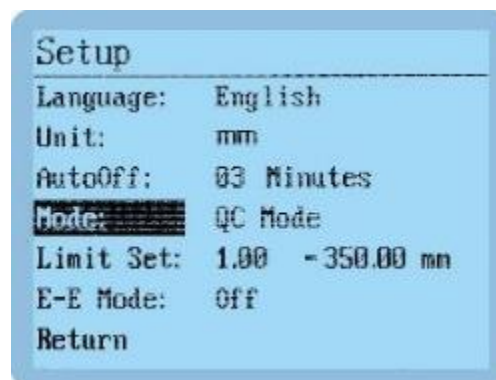 Setup
Language: English
Unit: mm
AutoOff: 03 Minutes
Mode: QC Mode
Limit Set: 1.00 -350.00 mm
E-E Mode: Off
Return